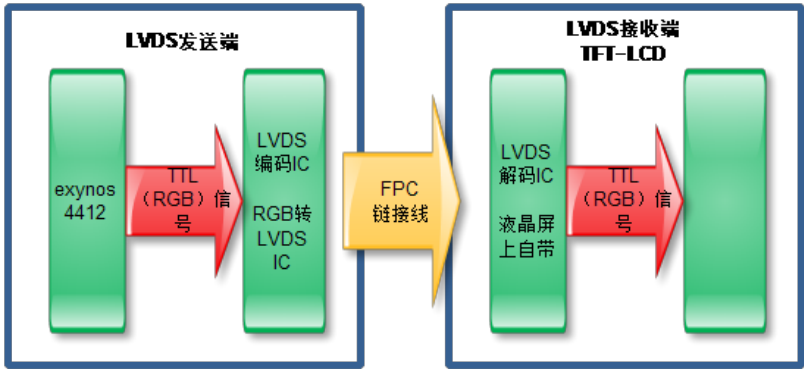 LVDS发送端
exynos
4412
TTL
（RGB）信
号
LVDS
编码IC
RGB转
LVDS
IC
FPC
链接线
LVDS接收端
TFT-LCD
LVDS
解码IC
液晶屏
上自带
TTL
（RGB）信
号